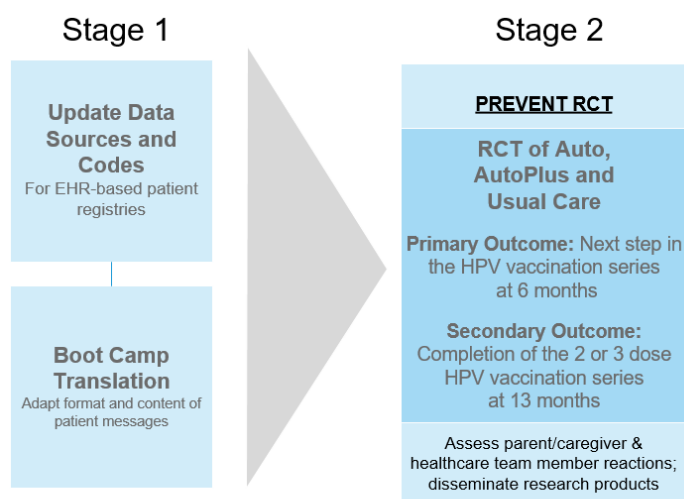 Stage 1
Update Data
Sources and
Codes
For EHR-based patient
registries
Boot Camp
Translation
Adapt format and content of
patient messages
Stage 2
PREVENT RCT
RCT of Auto,
AutoPlus and
Usual Care
Primary Outcome: Next step in
the HPV vaccination series
at 6 months
Secondary Outcome:
Completion of the 2 or 3 dose
HPV vaccination series
at 13 months
Assess parent/caregiver &
healthcare team member reactions;
disseminate research products